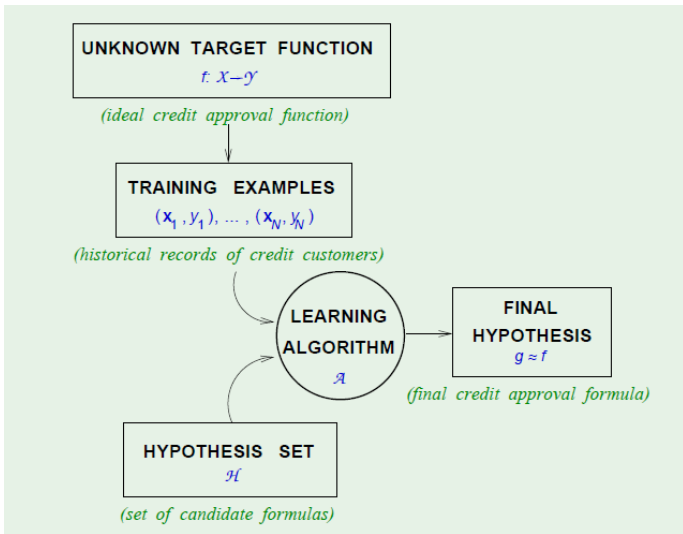 UNKNOWN TARGET FUNCTION
f: X→Y
(ideal credit approval function)
TRAINING EXAMPLES
(x1, y1), ... , (xN, yN)
(historical records of credit customers)
LEARNING
ALGORITHM
A
FINAL
HYPOTHESIS
g ≈ f
(final credit approval formula)
HYPOTHESIS SET
H
(set of candidate formulas)